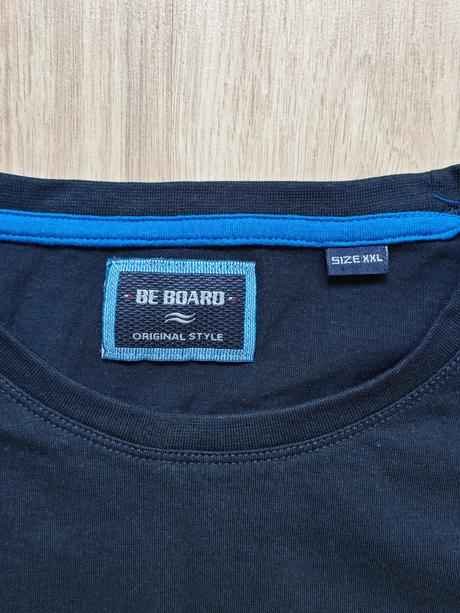 · BE BOARD ·
ORIGINAL STYLE
SIZE XXL